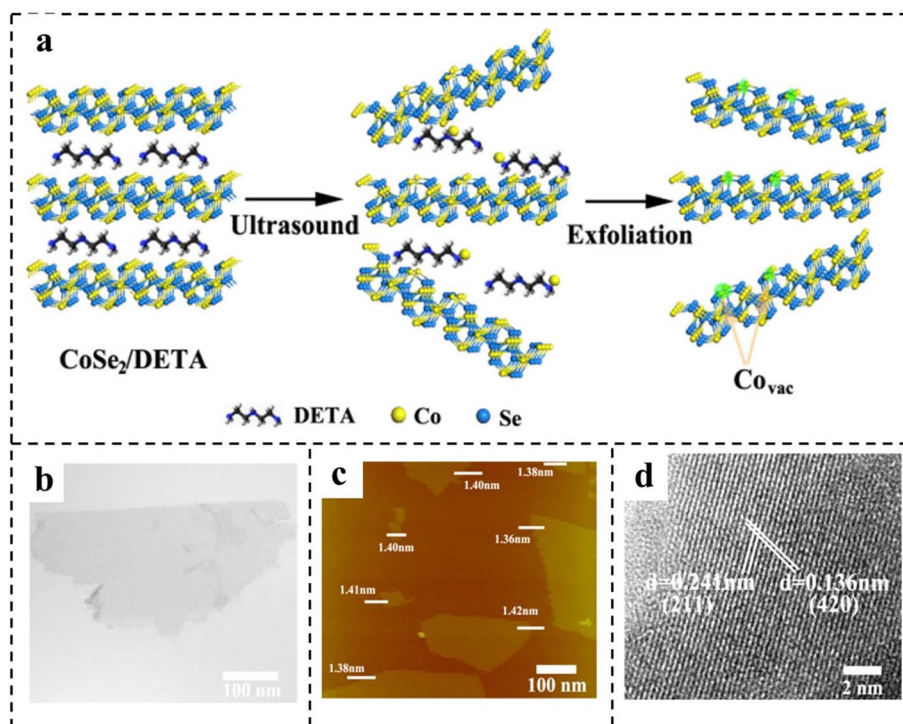 a
Ultrasound
Exfoliation
CoSe₂/DETA
Co_vac
DETA Co Se
b
100 nm
c
1.38nm
1.40nm
1.36nm
1.40nm
1.41nm
1.42nm
1.38nm
100 nm
d
d=0.241nm d=0.136nm
(211) (420)
2 nm